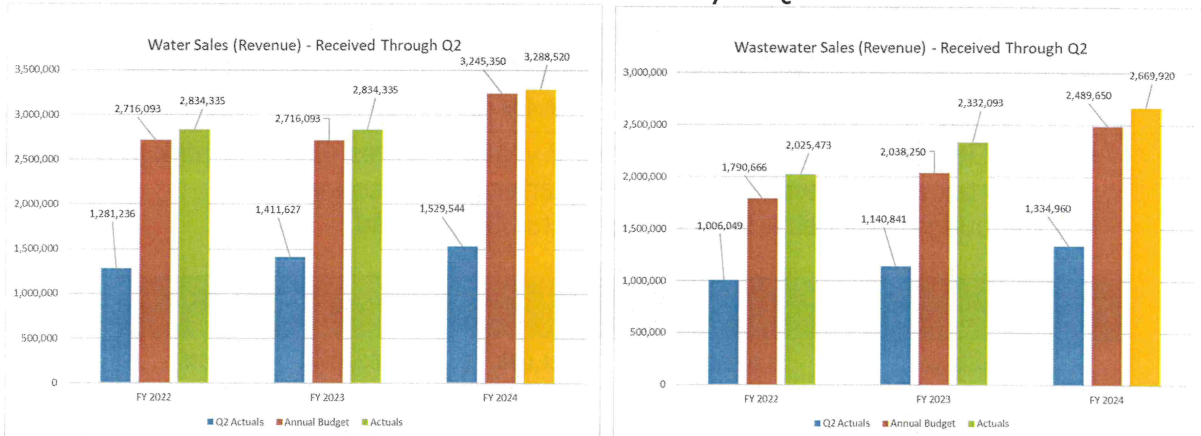 Water Sales (Revenue) - Received Through Q2
3,500,000
3,000,000
2,500,000
2,000,000
1,500,000
1,000,000
500,000
0
2,716,093
2,834,335
2,716,093
2,834,335
3,245,350
3,288,520
1,281,236
1,411,627
1,529,544
FY 2022
FY 2023
FY 2024
Q2 Actuals
Annual Budget
Actuals
Wastewater Sales (Revenue) - Received Through Q2
3,000,000
2,500,000
2,000,000
1,500,000
1,000,000
500,000
0
1,006,049
1,790,666
2,025,473
1,140,841
2,038,250
2,332,093
1,334,960
2,489,650
2,669,920
FY 2022
FY 2023
FY 2024
Q2 Actuals
Annual Budget
Actuals